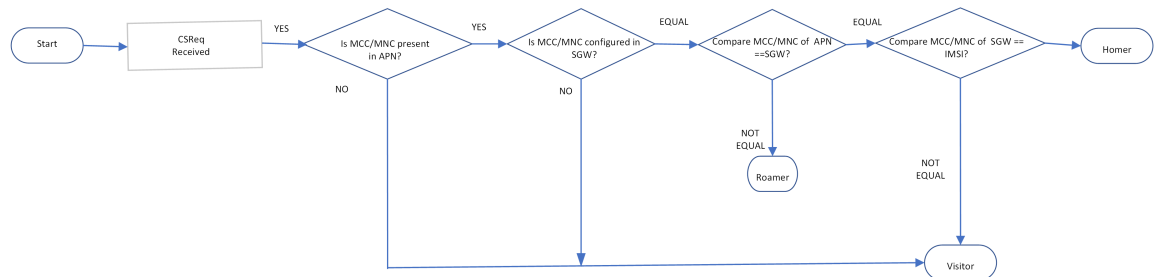 Start
CSReq
Received
YES
Is MCC/MNC present
in APN?
NO
YES
Is MCC/MNC configured in
SGW?
NO
EQUAL
Compare MCC/MNC of  APN
==SGW?
NOT
EQUAL
Roamer
EQUAL
Compare MCC/MNC of  SGW ==
IMSI?
NOT
EQUAL
Homer
Visitor